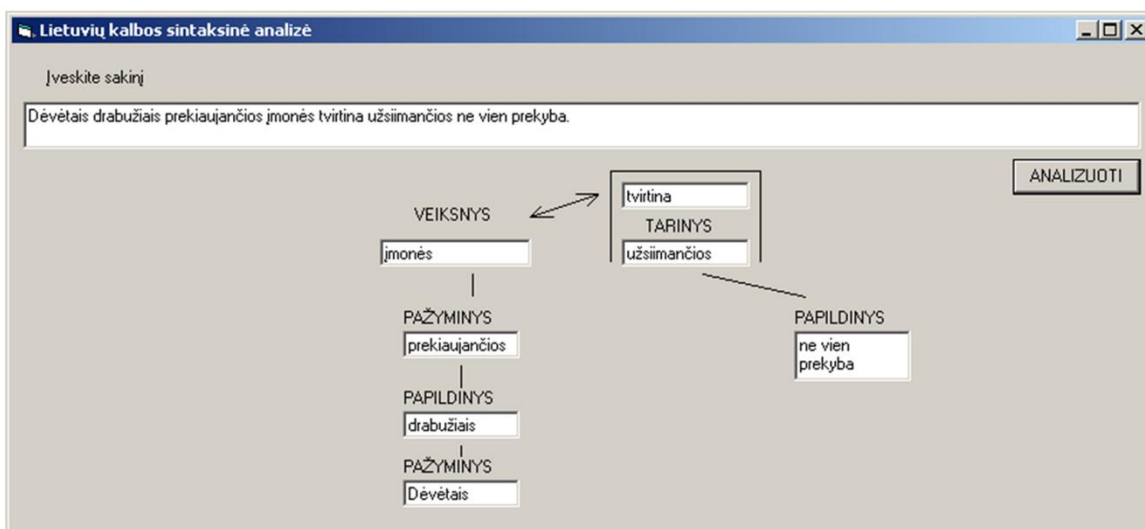 Lietuvių kalbos sintaksinė analizė
Įveskite sakinį
Dėvėtais drabužiais prekiaujančios įmonės tvirtina užsiimančios ne vien prekyba.
ANALIZUOTI
tvirtina
VEIKSNYS
TARINYS
įmonės
užsiimančios
PAŽYMINYS
PAPILDINYS
prekiaujančios
ne vien
prekyba
PAPILDINYS
drabužiais
PAŽYMINYS
Dėvėtais